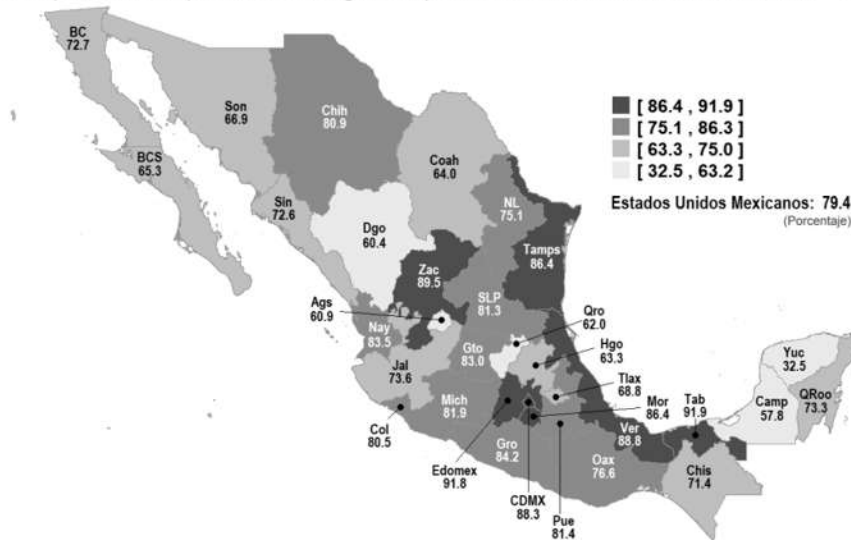 BC
72.7
Son
66.9
Chih
80.9
BCS
65.3
Coah
64.0
Sin
72.6
Dgo
60.4
NL
75.1
Tamps
86.4
Zac
89.5
SLP
81.3
Ags
60.9
Nay
83.5
Gto
83.0
Jal
73.6
Mich
81.9
Col
80.5
Edomex
91.8
Gro
84.2
CDMX
88.3
Pue
81.4
Oax
76.6
Ver
88.8
Mor
86.4
Tlax
68.8
Hgo
63.3
Qro
62.0
Tab
91.9
Chis
71.4
Camp
57.8
Yuc
32.5
QRoo
73.3
[ 86.4 , 91.9 ]
[ 75.1 , 86.3 ]
[ 63.3 , 75.0 ]
[ 32.5 , 63.2 ]
Estados Unidos Mexicanos: 79.4
(Porcentaje)